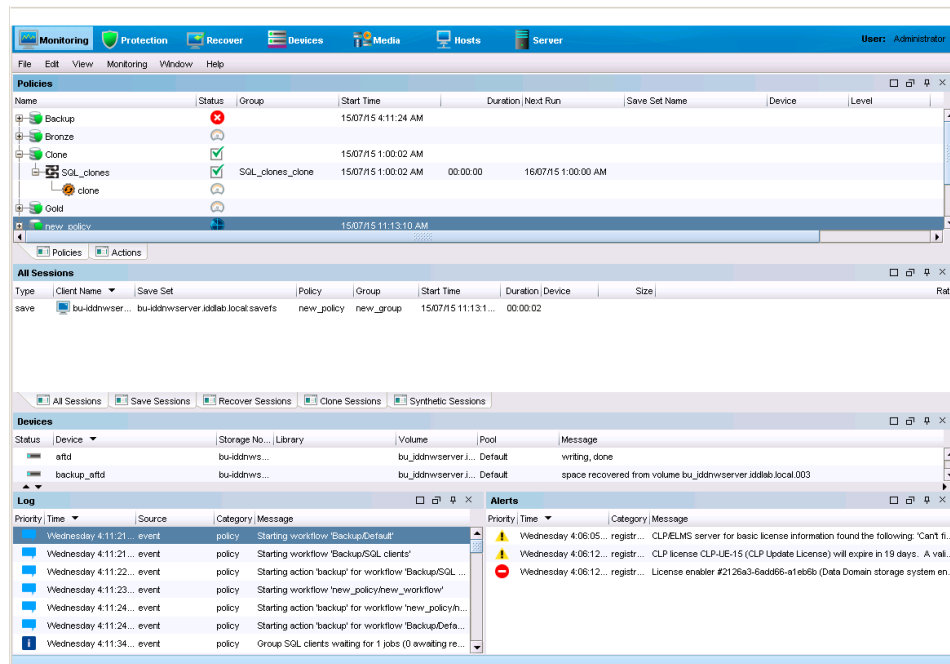 Monitoring Protection Recover Devices Media Hosts Server User: Administrator
File Edit View Monitoring Window Help
Policies
Name Status Group Start Time Duration Next Run Save Set Name Device Level
Backup 15/07/15 4:11:24 AM
Bronze
Clone 15/07/15 1:00:02 AM
SQL_clones SQL_clones_clone 15/07/15 1:00:02 AM 00:00:00 16/07/15 1:00:00 AM
clone
Gold
new_policy 15/07/15 11:13:10 AM
Policies Actions
All Sessions
Type Client Name Save Set Policy Group Start Time Duration Device Size Rat
save bu-iddnwser... bu-iddnwserver.iddlab.local:savefs new_policy new_group 15/07/15 11:13:1... 00:00:02
All Sessions Save Sessions Recover Sessions Clone Sessions Synthetic Sessions
Devices
Status Device Storage No... Library Volume Pool Message
aftd bu-iddnws... bu_iddnwserver.i... Default writing, done
backup_aftd bu-iddnws... bu_iddnwserver.i... Default space recovered from volume bu_iddnwserver.iddlab.local.003
Log
Priority Time Source Category Message
Wednesday 4:11:21... event policy Starting workflow 'Backup/Default'
Wednesday 4:11:21... event policy Starting workflow 'Backup/SQL clients'
Wednesday 4:11:22... event policy Starting action 'backup' for workflow 'Backup/SQL ...
Wednesday 4:11:23... event policy Starting workflow 'new_policy/new_workflow'
Wednesday 4:11:24... event policy Starting action 'backup' for workflow 'new_policy/n...
Wednesday 4:11:24... event policy Starting action 'backup' for workflow 'Backup/Defa...
Wednesday 4:11:34... event policy Group SQL clients waiting for 1 jobs (0 awaiting re...
Alerts
Priority Time Category Message
Wednesday 4:06:05... registr... CLP/ELMS server for basic license information found the following: 'Can't fi...
Wednesday 4:06:12... registr... CLP license CLP-UE-15 (CLP Update License) will expire in 19 days. A vali...
Wednesday 4:06:12... registr... License enabler #2126a3-6add66-a1eb6b (Data Domain storage system en...